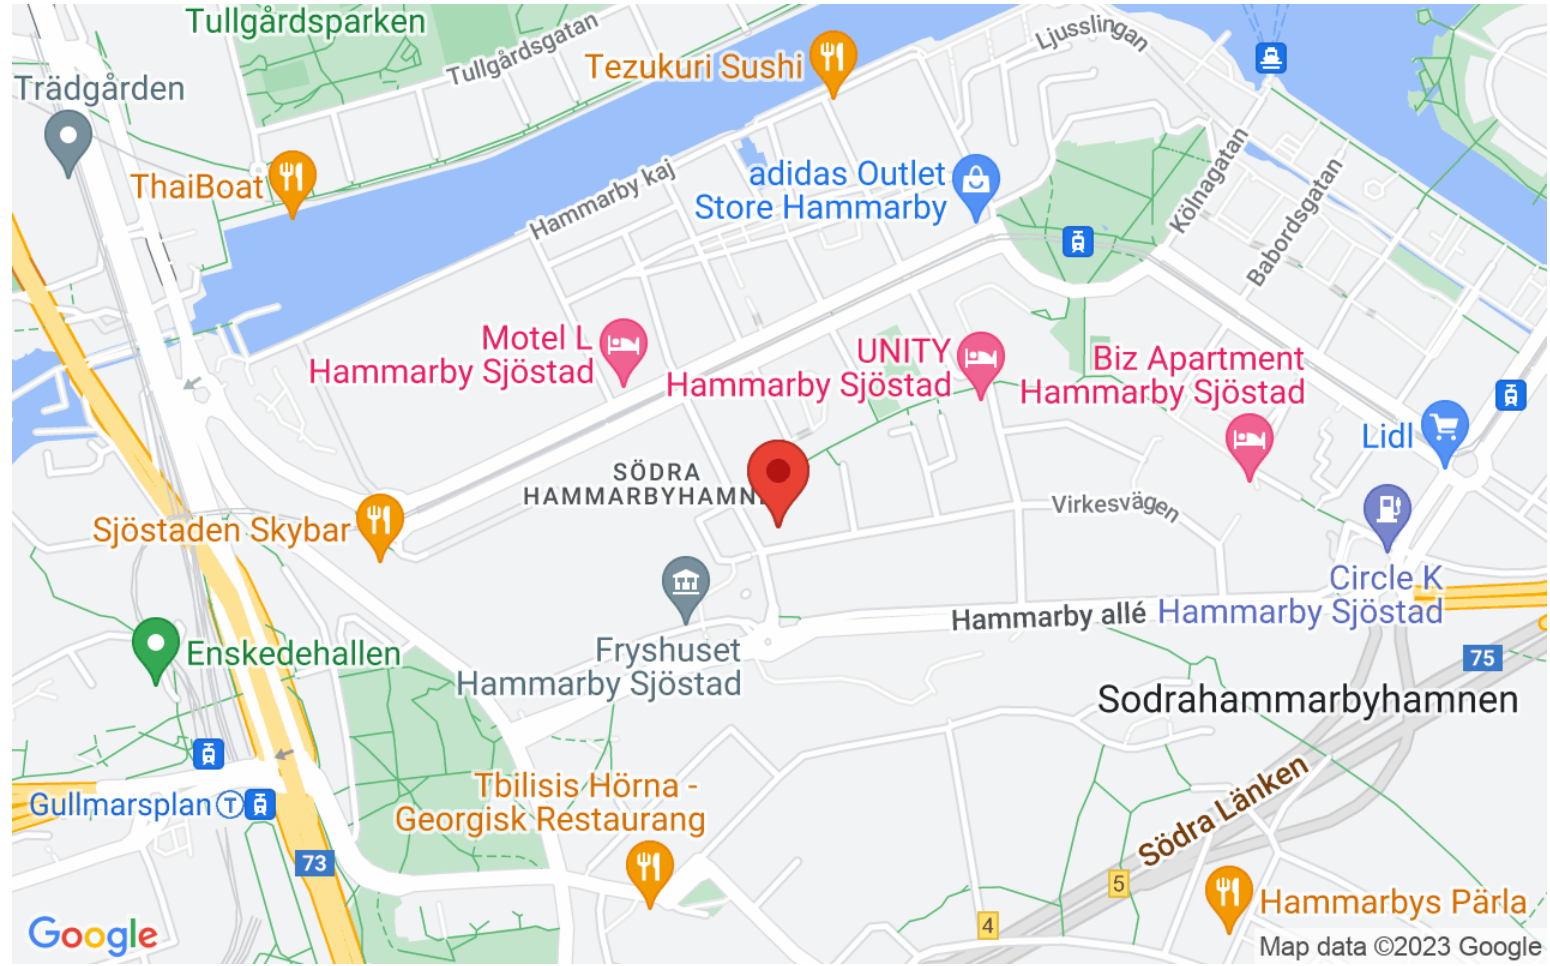 Tullgårdsparken
Tullgårdsgatan
Ljusslingan
Tezukuri Sushi
Trädgården
ThaiBoat
Hammarby kaj
adidas Outlet
Store Hammarby
Kölnagatan
Babordsgatan
Motel L
Hammarby Sjöstad
UNITY
Hammarby Sjöstad
Biz Apartment
Hammarby Sjöstad
Lidl
SÖDRA
HAMMARBYHAMN
Sjöstaden Skybar
Virkesvägen
Circle K
Hammarby Sjöstad
Hammarby allé
Enskedehallen
Fryshuset
Hammarby Sjöstad
75
Sodrahammarbyhamnen
Tbilisis Hörna -
Georgisk Restaurang
Gullmarsplan T
Södra Länken
73
5
4
Hammarbys Pärla
Google
Map data ©2023 Google